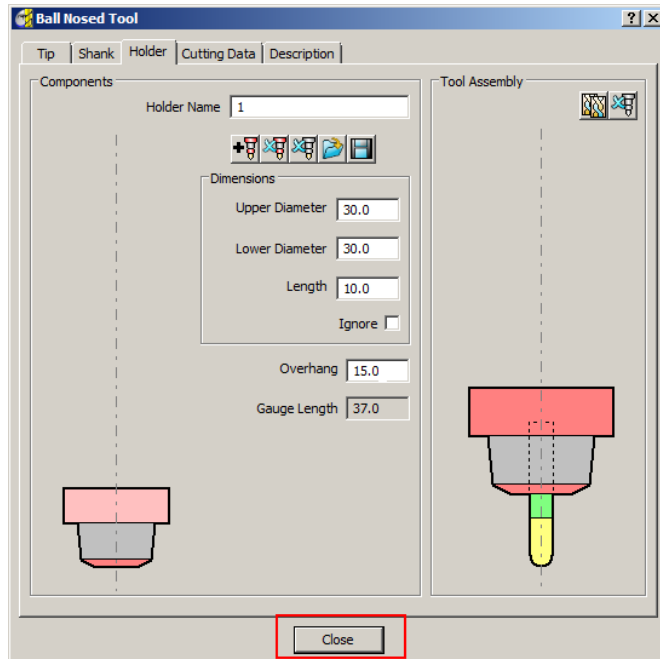 Ball Nosed Tool
Tip Shank Holder Cutting Data Description
Components
Holder Name 1
Dimensions
Upper Diameter 30.0
Lower Diameter 30.0
Length 10.0
Ignore
Overhang 15.0
Gauge Length 37.0
Tool Assembly
Close